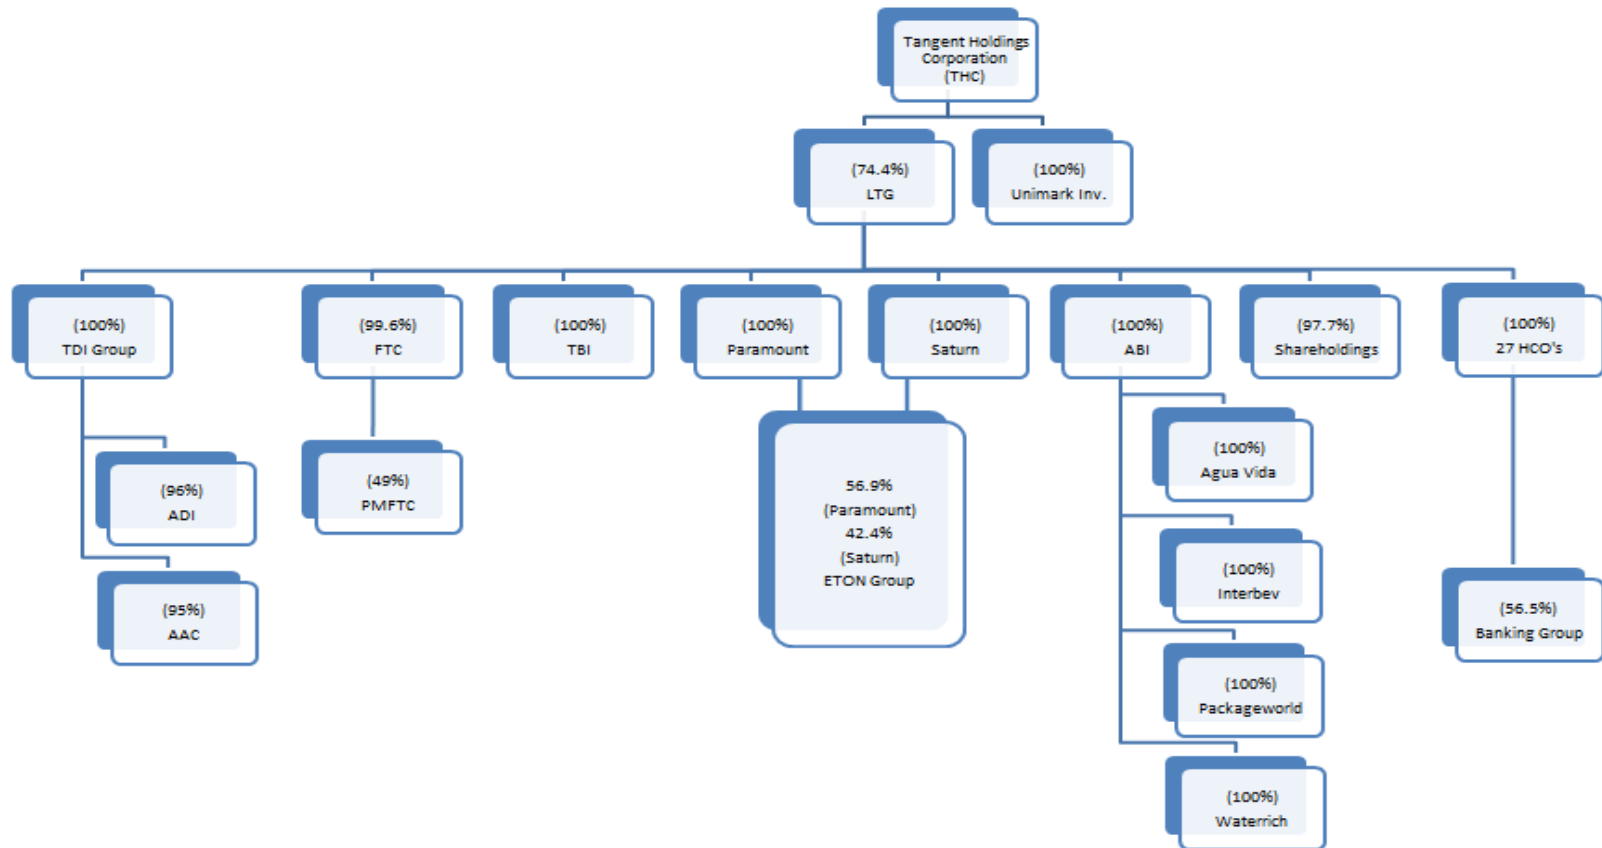 Tangent Holdings
Corporation
(THC)
(74.4%)
LTG
(100%)
Unimark Inv.
(100%)
TDI Group
(99.6%)
FTC
(100%)
TBI
(100%)
Paramount
(100%)
Saturn
(100%)
ABI
(97.7%)
Shareholdings
(100%)
27 HCO's
(96%)
ADI
(95%)
AAC
(49%)
PMFTC
56.9%
(Paramount)
42.4%
(Saturn)
ETON Group
(100%)
Agua Vida
(100%)
Interbev
(100%)
Packageworld
(100%)
Waterrich
(56.5%)
Banking Group